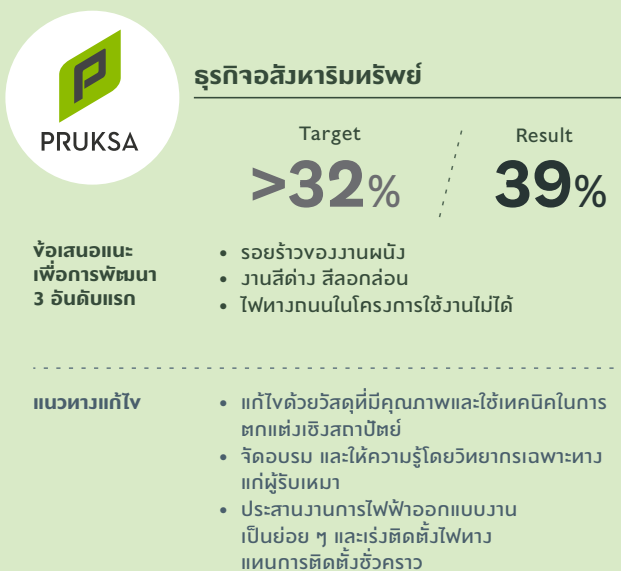 PRUKSA
ธุรกิจอสังหาริมทรัพย์
Target
Result
>32%
39%
ข้อเสนอแนะ
เพื่อการพัฒนา
3 อันดับแรก
• รอยร้าวของงานผนัง
• งานสีด่าง สีลอกล่อน
• ไฟทางถนนในโครงการใช้งานไม่ได้
แนวทางแก้ไข
• แก้ไขด้วยวัสดุที่มีคุณภาพและใช้เทคนิคในการ
ตกแต่งเชิงสถาปัตย์
• จัดอบรม และให้ความรู้โดยวิทยากรเฉพาะทาง
แก่ผู้รับเหมา
• ประสานงานการไฟฟ้าออกแบบงาน
เป็นย่อย ๆ และเร่งติดตั้งไฟทาง
แทนการติดตั้งชั่วคราว